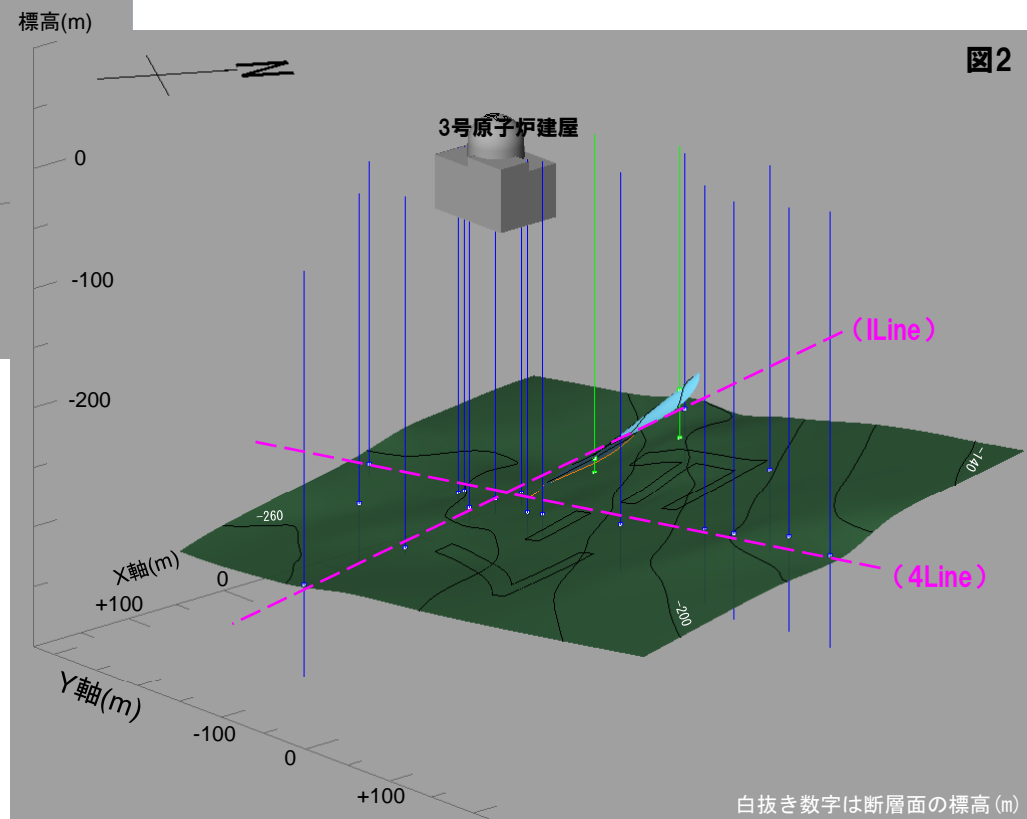 標高(m)
図2
N
3号原子炉建屋
0
-100
-200
(ILine)
-140
-260
X軸(m)
0
+100
(4Line)
-200
Y軸(m)
-100
0
+100
白抜き数字は断層面の標高(m)